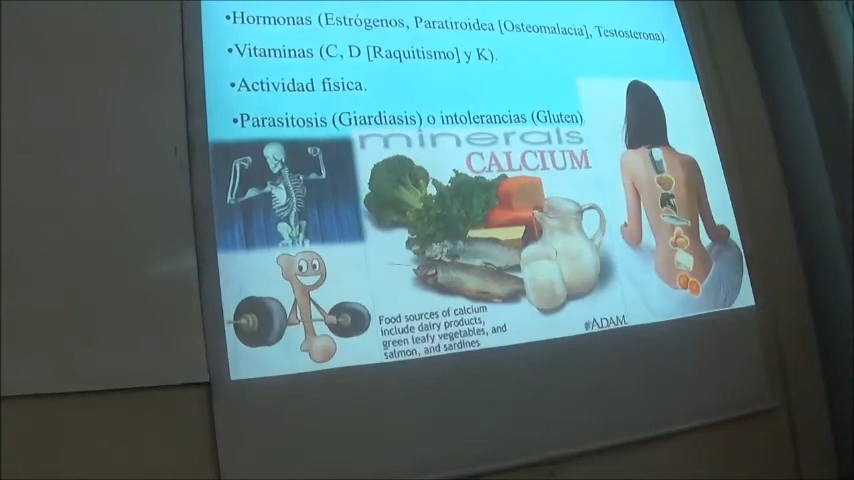 •Hormonas (Estrógenos, Paratiroidea [Osteomalacia], Testosterona).
•Vitaminas (C, D [Raquitismo] y K).
•Actividad física.
•Parasitosis (Giardiasis) o intolerancias (Gluten)
minerals
CALCIUM
Food sources of calcium
include dairy products,
green leafy vegetables, and
salmon, and sardines
ADAM